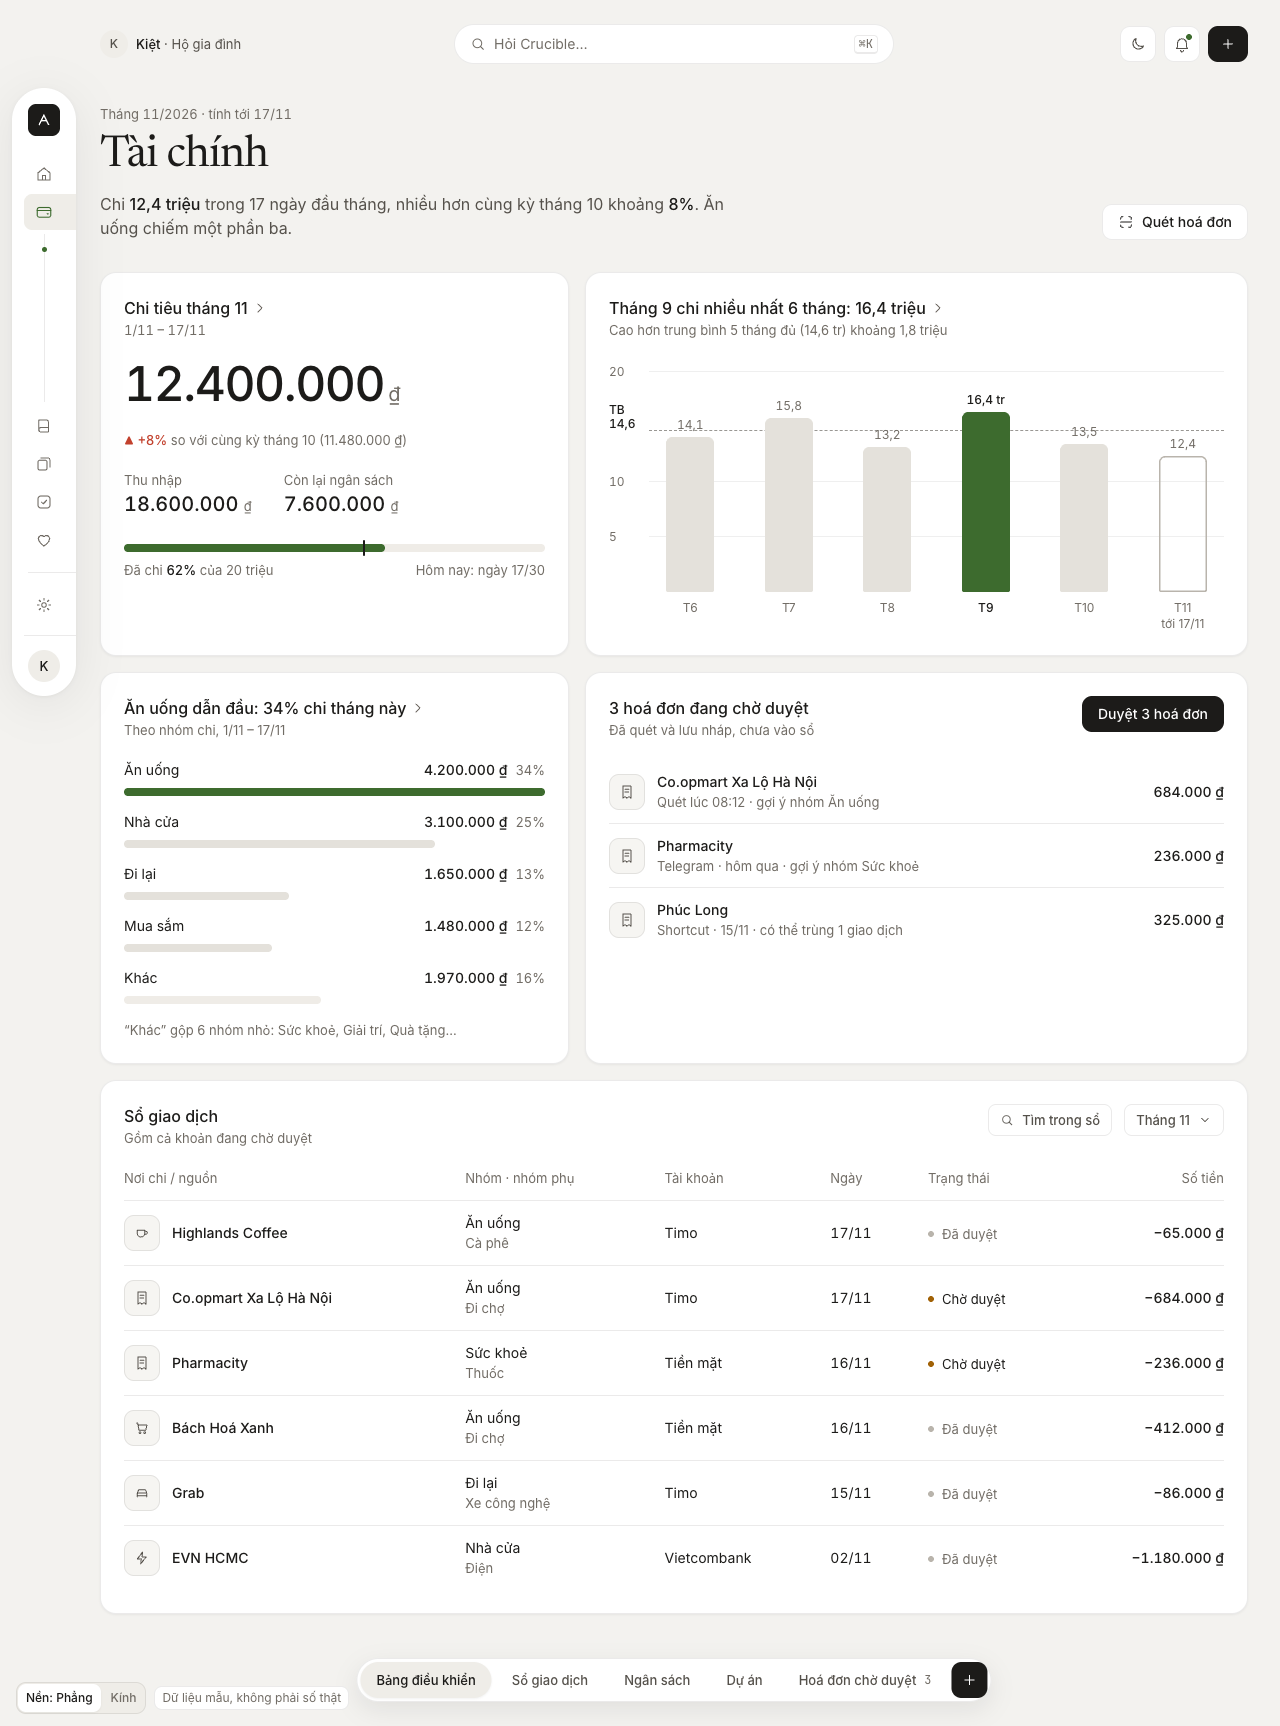 K Kiệt · Hộ gia đình
Hỏi Crucible... ⌘K
Tháng 11/2026 · tính tới 17/11
Tài chính
Chi 12,4 triệu trong 17 ngày đầu tháng, nhiều hơn cùng kỳ tháng 10 khoảng 8%. Ăn
uống chiếm một phần ba.
Quét hoá đơn
Chi tiêu tháng 11
1/11 – 17/11
12.400.000 ₫
+8% so với cùng kỳ tháng 10 (11.480.000 ₫)
Thu nhập
18.600.000 ₫
Còn lại ngân sách
7.600.000 ₫
Đã chi 62% của 20 triệu
Hôm nay: ngày 17/30
Tháng 9 chi nhiều nhất 6 tháng: 16,4 triệu
Cao hơn trung bình 5 tháng đủ (14,6 tr) khoảng 1,8 triệu
20
TB
14,6
10
5
14,1
15,8
13,2
16,4 tr
13,5
12,4
T6
T7
T8
T9
T10
T11
tới 17/11
K
Ăn uống dẫn đầu: 34% chi tháng này
Theo nhóm chi, 1/11 – 17/11
Ăn uống 4.200.000 ₫ 34%
Nhà cửa 3.100.000 ₫ 25%
Đi lại 1.650.000 ₫ 13%
Mua sắm 1.480.000 ₫ 12%
Khác 1.970.000 ₫ 16%
“Khác” gộp 6 nhóm nhỏ: Sức khoẻ, Giải trí, Quà tặng...
3 hoá đơn đang chờ duyệt
Đã quét và lưu nháp, chưa vào sổ
Duyệt 3 hoá đơn
Co.opmart Xa Lộ Hà Nội
Quét lúc 08:12 · gợi ý nhóm Ăn uống
684.000 ₫
Pharmacity
Telegram · hôm qua · gợi ý nhóm Sức khoẻ
236.000 ₫
Phúc Long
Shortcut · 15/11 · có thể trùng 1 giao dịch
325.000 ₫
Sổ giao dịch
Gồm cả khoản đang chờ duyệt
Tìm trong sổ
Tháng 11
Nơi chi / nguồn Nhóm · nhóm phụ Tài khoản Ngày Trạng thái Số tiền
Highlands Coffee Ăn uống Timo 17/11 Đã duyệt −65.000 ₫
Cà phê
Co.opmart Xa Lộ Hà Nội Ăn uống Timo 17/11 Chờ duyệt −684.000 ₫
Đi chợ
Pharmacity Sức khoẻ Tiền mặt 16/11 Chờ duyệt −236.000 ₫
Thuốc
Bách Hoá Xanh Ăn uống Tiền mặt 16/11 Đã duyệt −412.000 ₫
Đi chợ
Grab Đi lại Timo 15/11 Đã duyệt −86.000 ₫
Xe công nghệ
EVN HCMC Nhà cửa Vietcombank 02/11 Đã duyệt −1.180.000 ₫
Điện
Nền: Phẳng Kính
Dữ liệu mẫu, không phải số thật
Bảng điều khiển Sổ giao dịch Ngân sách Dự án Hoá đơn chờ duyệt 3